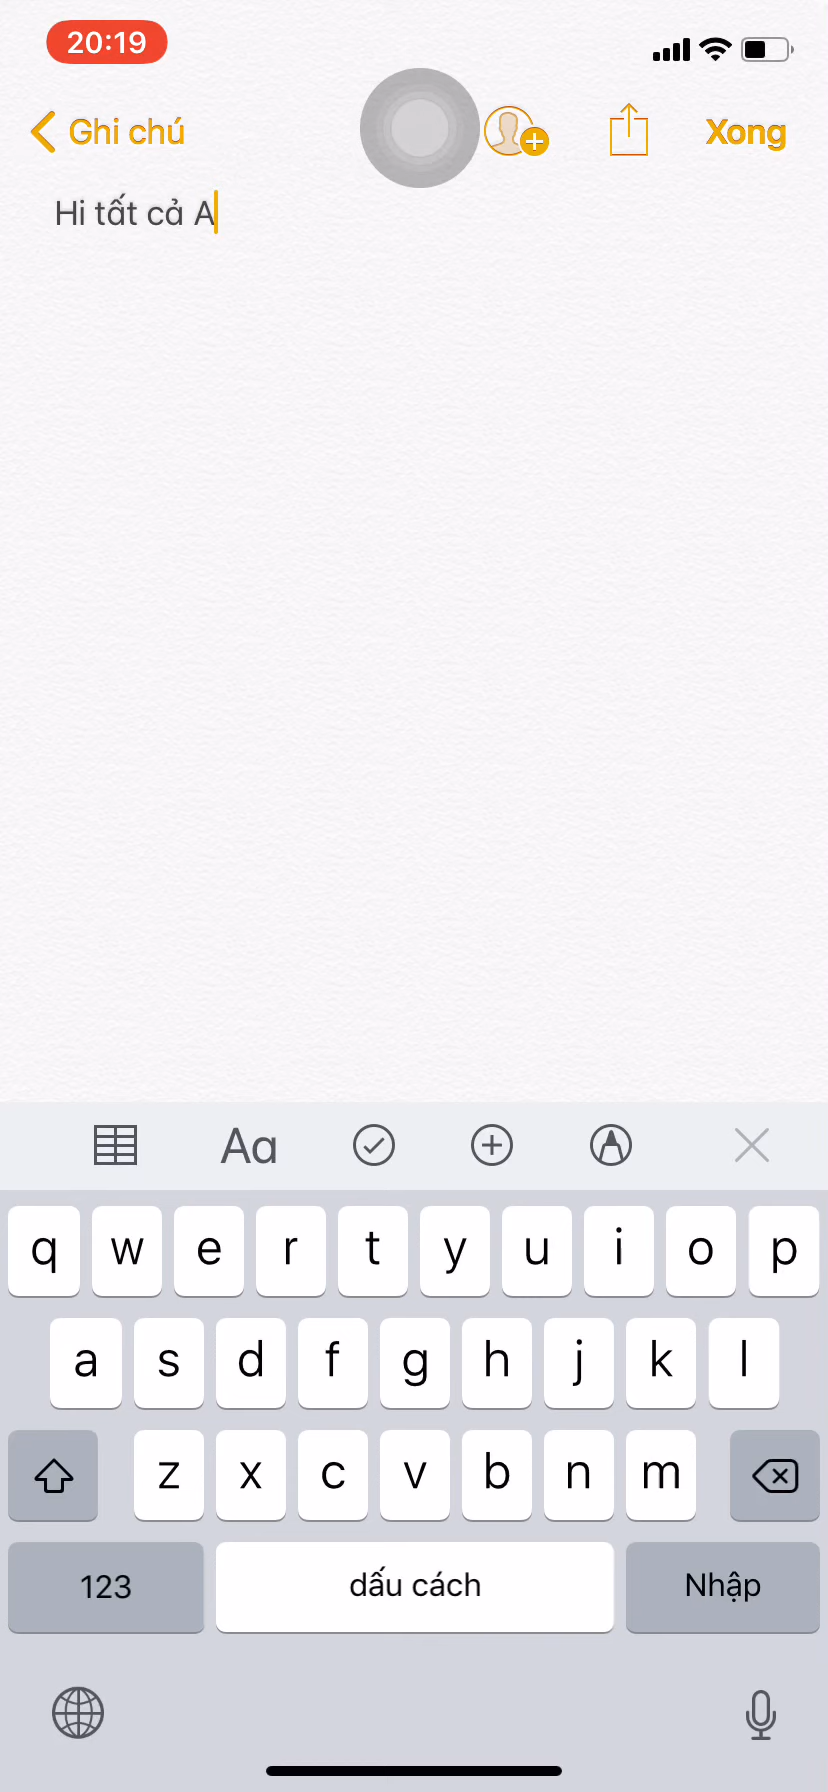 20:19
Ghi chú
Xong
Hi tất cả A
Aa
q w e r t y u i o p
a s d f g h j k l
z x c v b n m
123 dấu cách Nhập